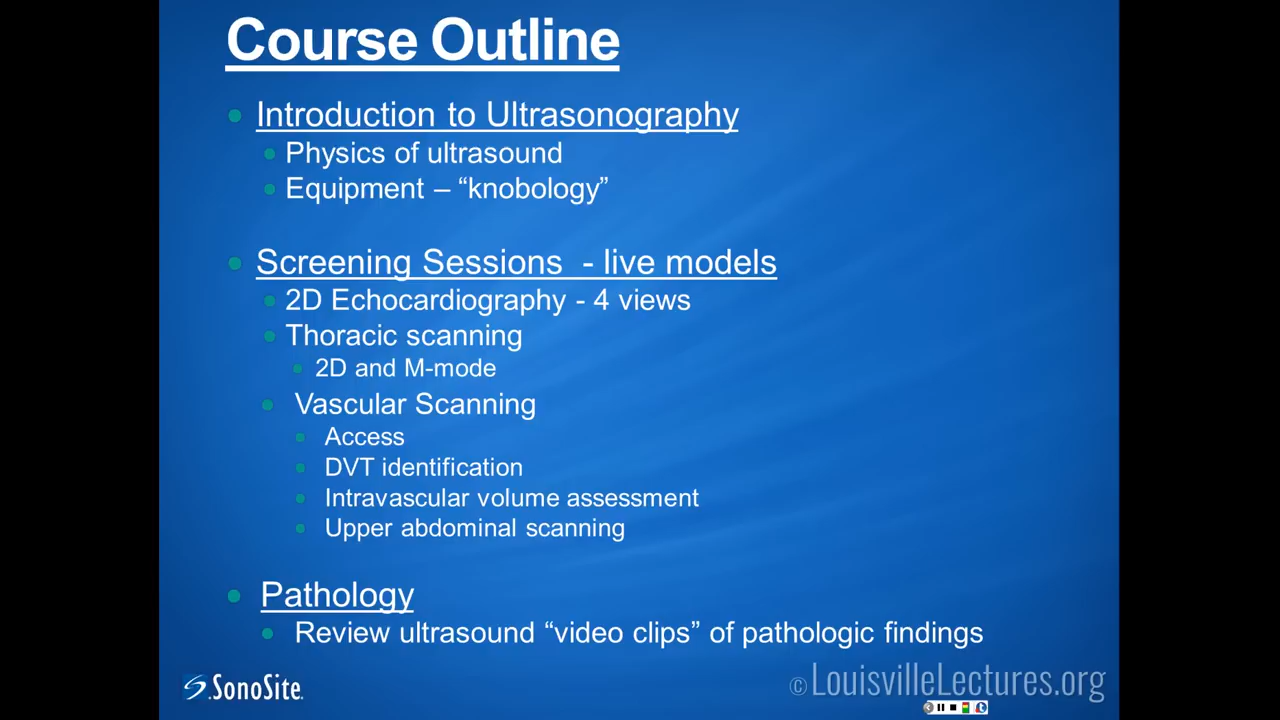 Course Outline
Introduction to Ultrasonography
Physics of ultrasound
Equipment – “knobology”
Screening Sessions - live models
2D Echocardiography - 4 views
Thoracic scanning
2D and M-mode
Vascular Scanning
Access
DVT identification
Intravascular volume assessment
Upper abdominal scanning
Pathology
Review ultrasound “video clips” of pathologic findings
SonoSite
© LouisvilleLectures.org